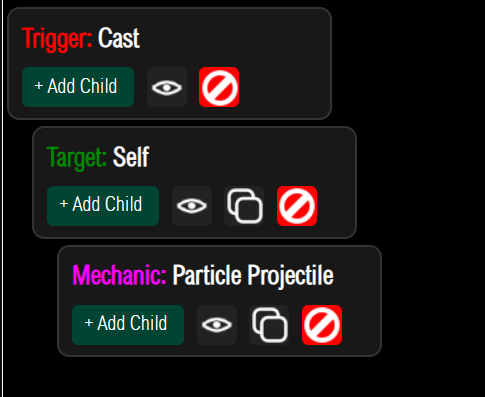 Trigger: Cast
+ Add Child
Target: Self
+ Add Child
Mechanic: Particle Projectile
+ Add Child